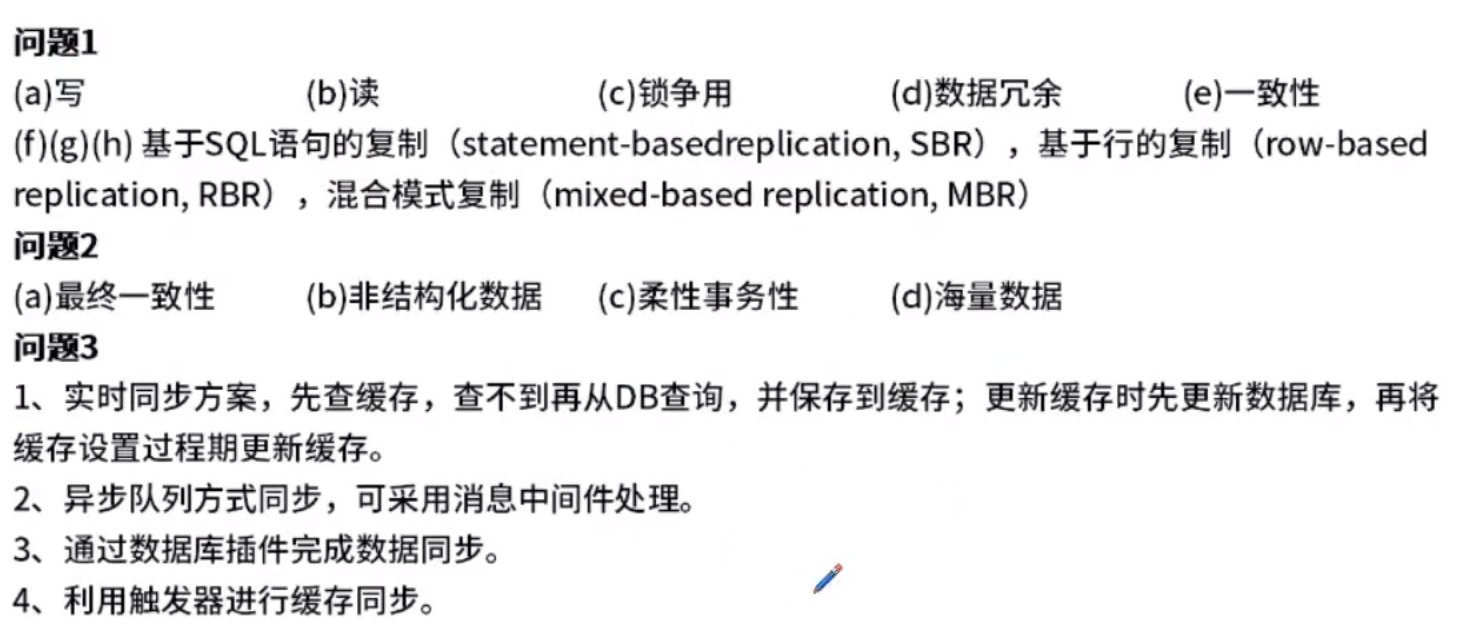 问题1
(a)写 (b)读 (c)锁争用 (d)数据冗余 (e)一致性
(f)(g)(h) 基于SQL语句的复制（statement-basedreplication, SBR），基于行的复制（row-based
replication, RBR），混合模式复制（mixed-based replication, MBR）
问题2
(a)最终一致性 (b)非结构化数据 (c)柔性事务性 (d)海量数据
问题3
1、实时同步方案，先查缓存，查不到再从DB查询，并保存到缓存；更新缓存时先更新数据库，再将
缓存设置过程期更新缓存。
2、异步队列方式同步，可采用消息中间件处理。
3、通过数据库插件完成数据同步。
4、利用触发器进行缓存同步。